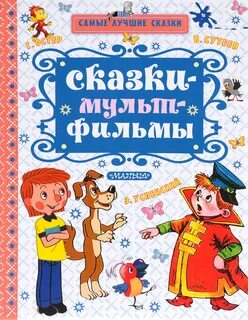 САМЫЕ ЛУЧШИЕ СКАЗКИ
Г. ОСТЕР
В. СУТЕЕВ
Сказки-
мульт-
фильмы
МАЛЫШ
Э. УСПЕНСКИЙ